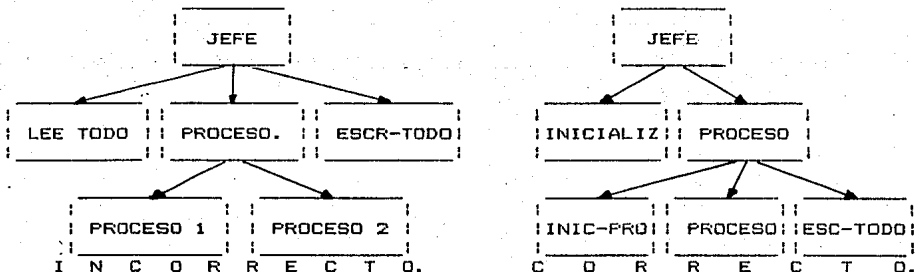 JEFE JEFE
LEE TODO PROCESO. ESCR-TODO INICIALIZ PROCESO
PROCESO 1 PROCESO 2 INIC-PRO PROCESO ESC-TODO
I N C O R R E C T O. C O R R E C T O.